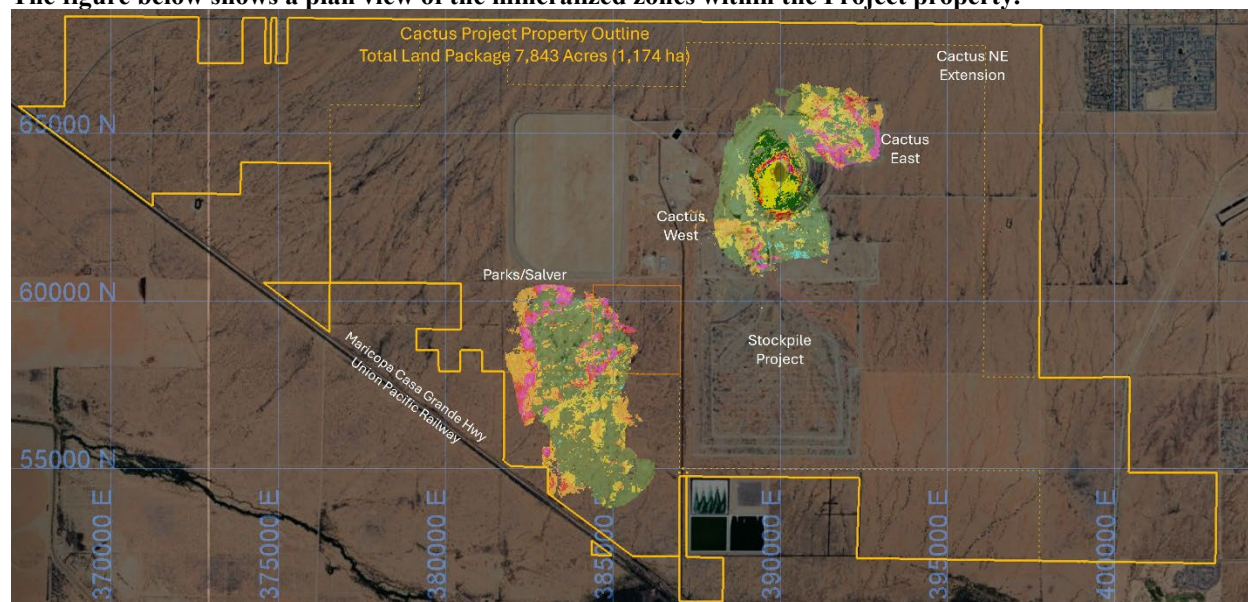 The figure below shows a plan view of the mineralized zones within the Project property.
Cactus Project Property Outline
Total Land Package 7,843 Acres (1,174 ha)
Cactus NE
Extension
65000 N
Cactus
East
Cactus
West
Parks/Salyer
60000 N
Stockpile
Project
Maricopa Casa Grande Hwy
Union Pacific Railway
55000 N
370000 E
375000 E
380000 E
385000 E
390000 E
395000 E
400000 E